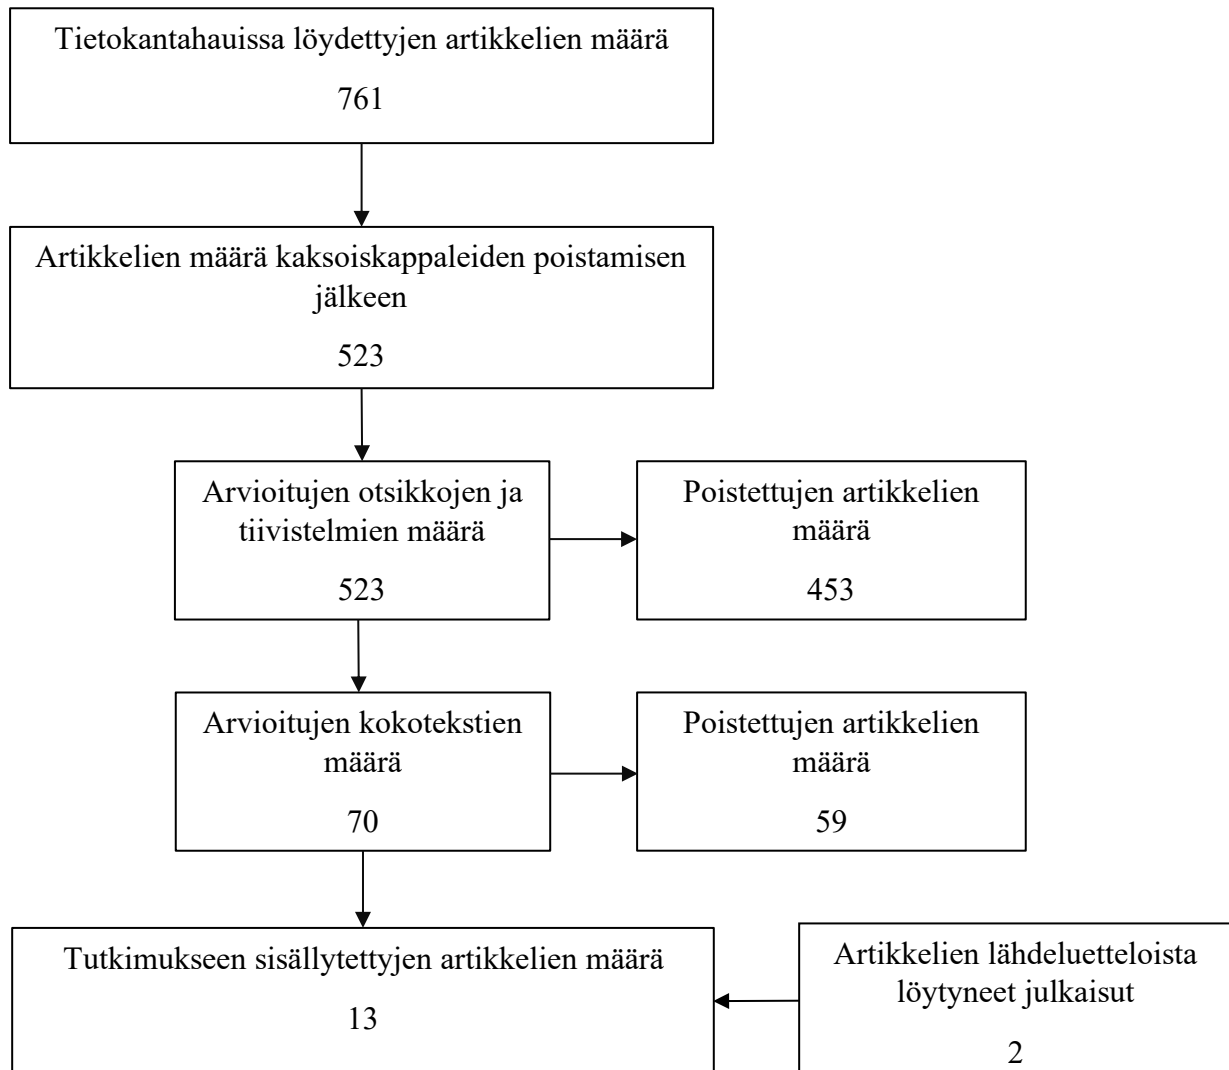 Tietokantahauissa löydettyjen artikkelien määrä
761
Artikkelien määrä kaksoiskappaleiden poistamisen
jälkeen
523
Arvioitujen otsikkojen ja
tiivistelmien määrä
523
Poistettujen artikkelien
määrä
453
Arvioitujen kokotekstien
määrä
70
Poistettujen artikkelien
määrä
59
Tutkimukseen sisällytettyjen artikkelien määrä
13
Artikkelien lähdeluetteloista
löytyneet julkaisut
2